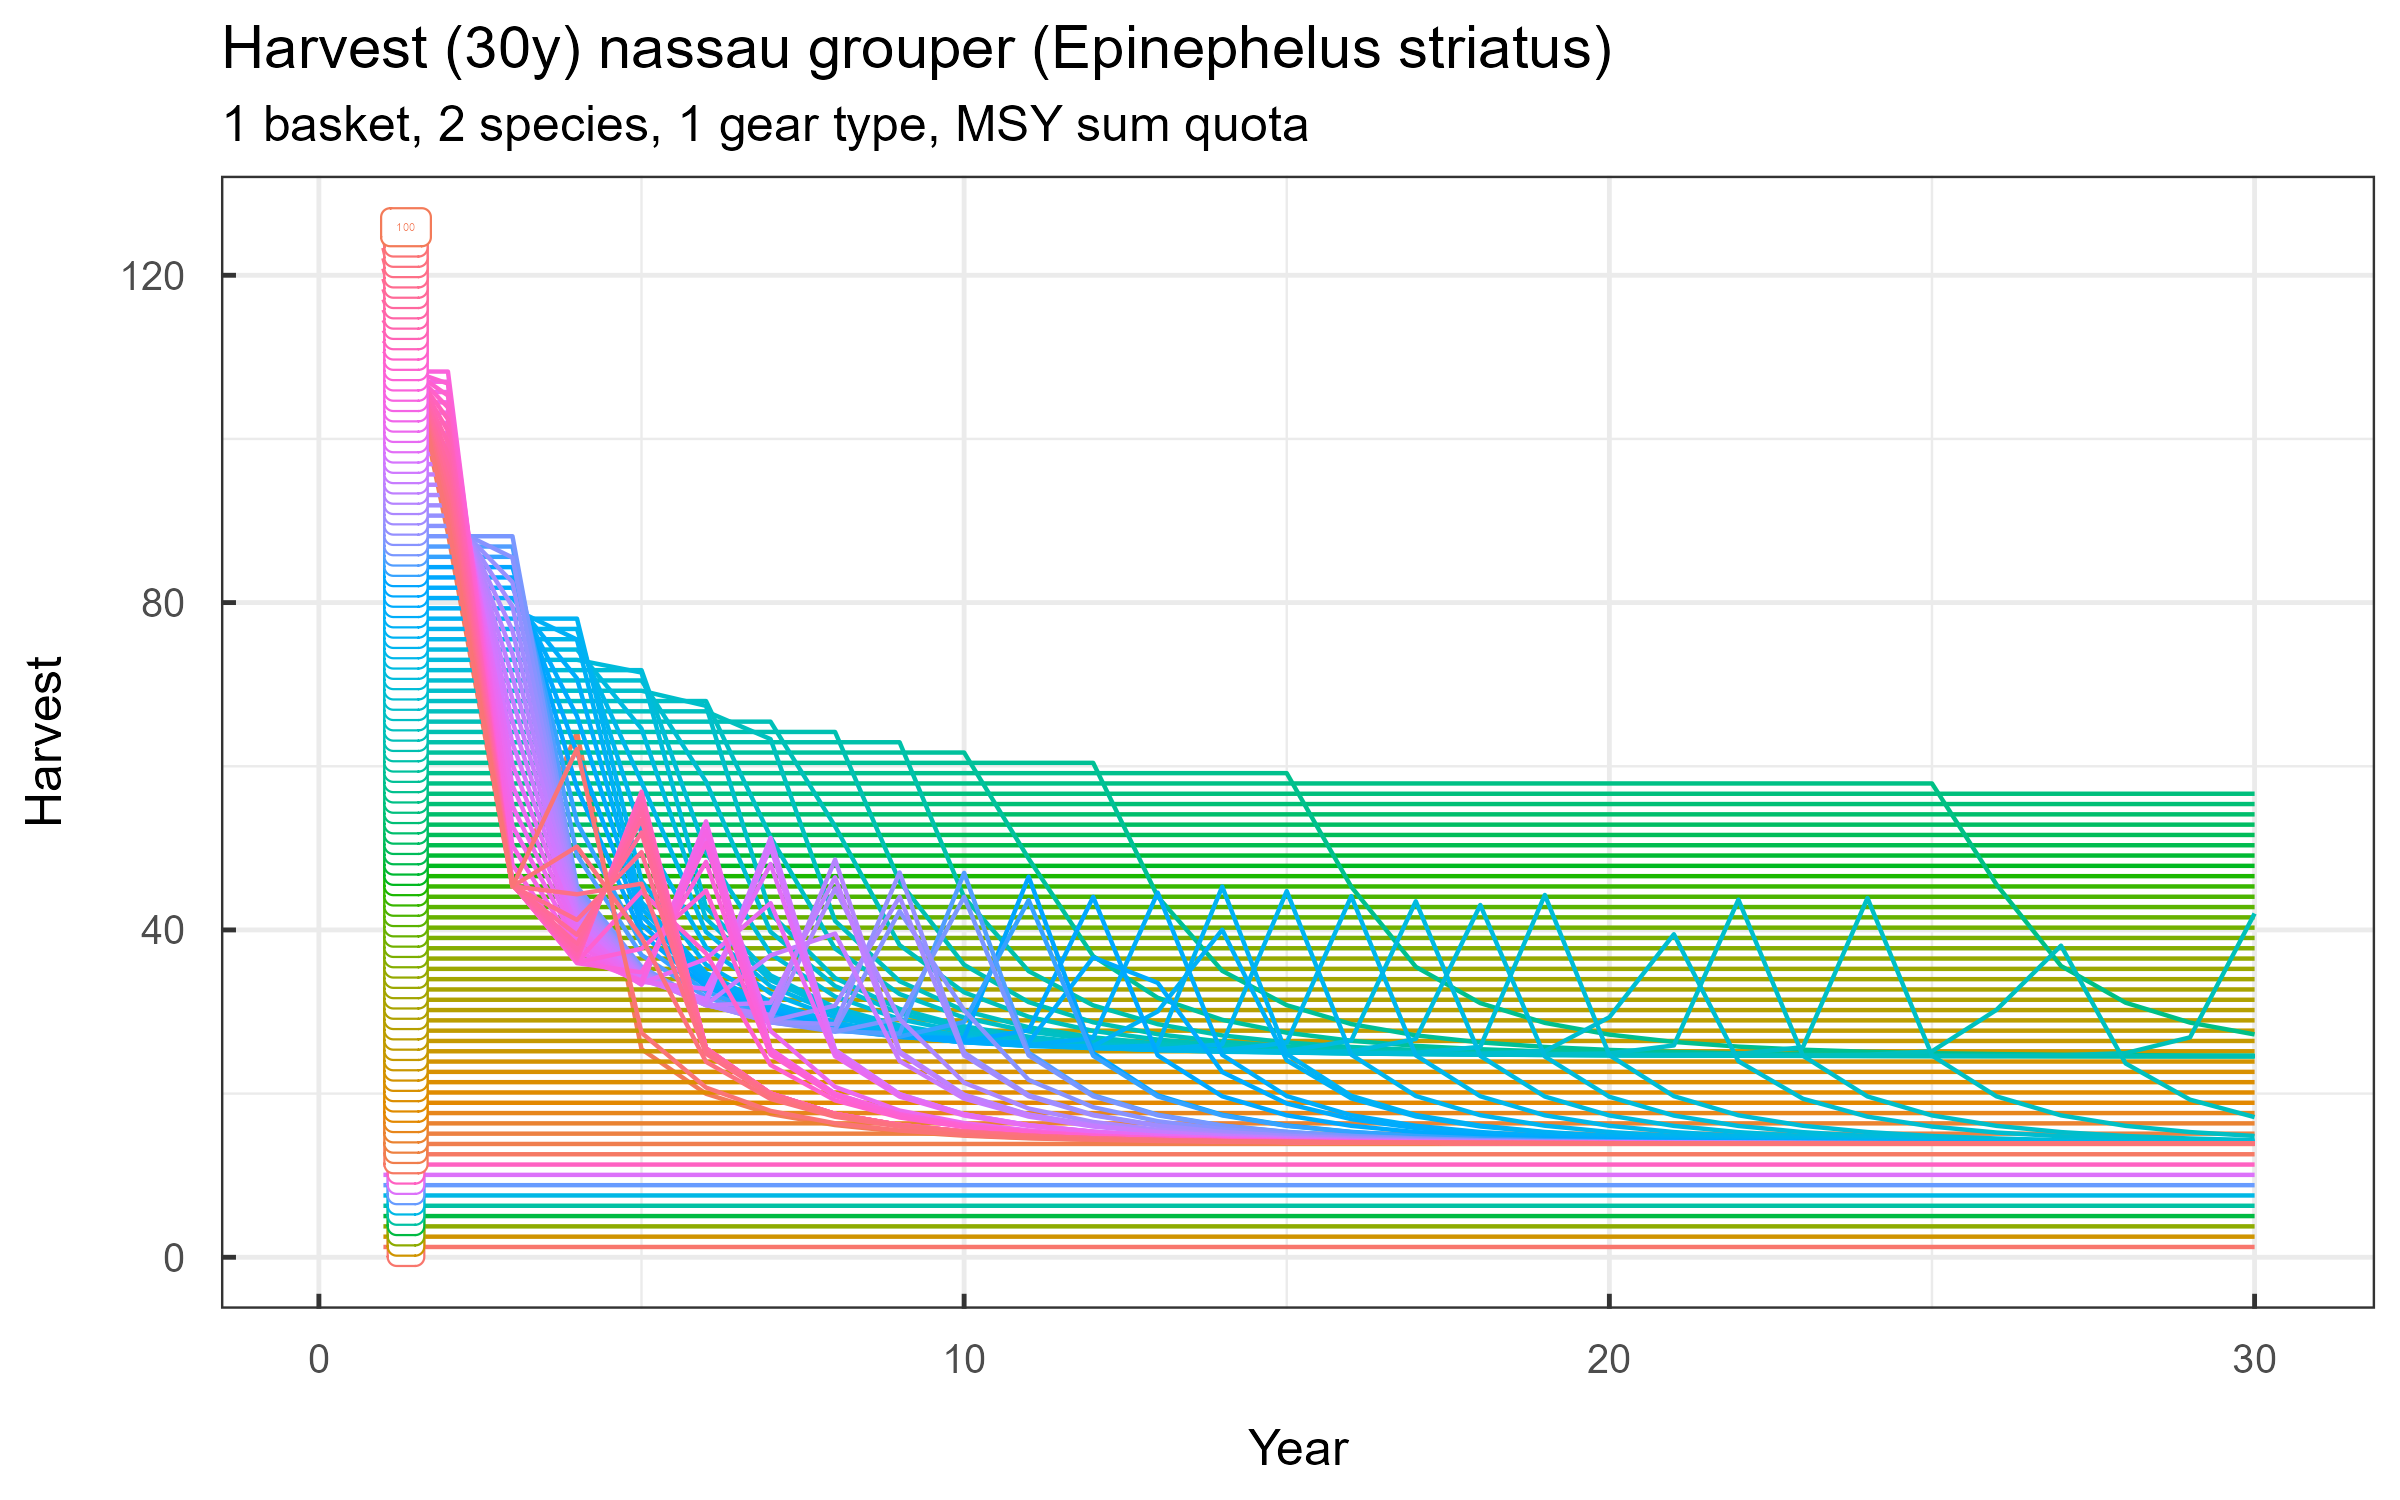 Harvest (30y) nassau grouper (Epinephelus striatus)
1 basket, 2 species, 1 gear type, MSY sum quota
100
120
80
40
0
Harvest
0 10 20 30
Year